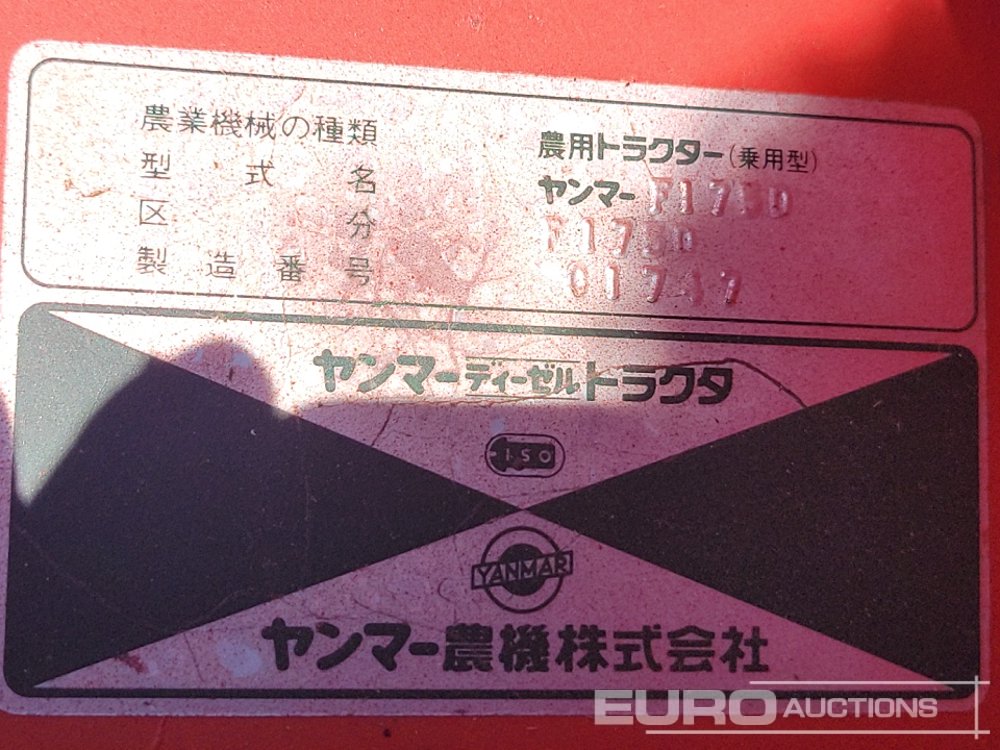 農業機械の種類 農用トラクター(乗用型)
型式名 ヤンマー F175D
区分 F175D
製造番号 01747
ヤンマーディーゼルトラクタ
ISO
YANMAR
ヤンマー農機株式会社
EURO AUCTIONS